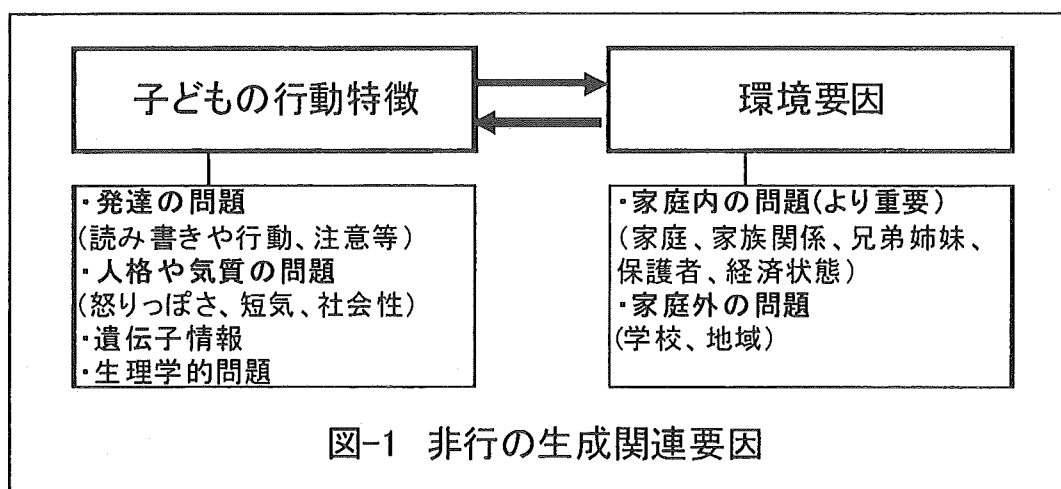 子どもの行動特徴
環境要因
・発達の問題
(読み書きや行動、注意等)
・人格や気質の問題
(怒りっぽさ、短気、社会性)
・遺伝子情報
・生理学的問題
・家庭内の問題(より重要)
(家庭、家族関係、兄弟姉妹、
保護者、経済状態)
・家庭外の問題
(学校、地域)
図-1 非行の生成関連要因